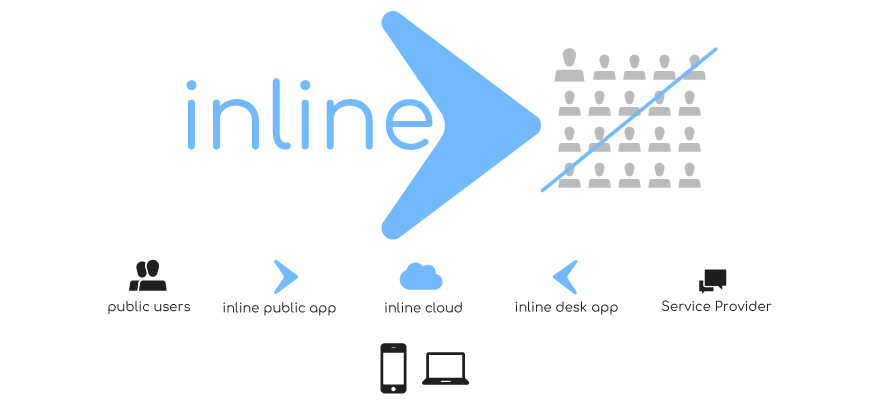 inline
public users
inline public app
inline cloud
inline desk app
Service Provider